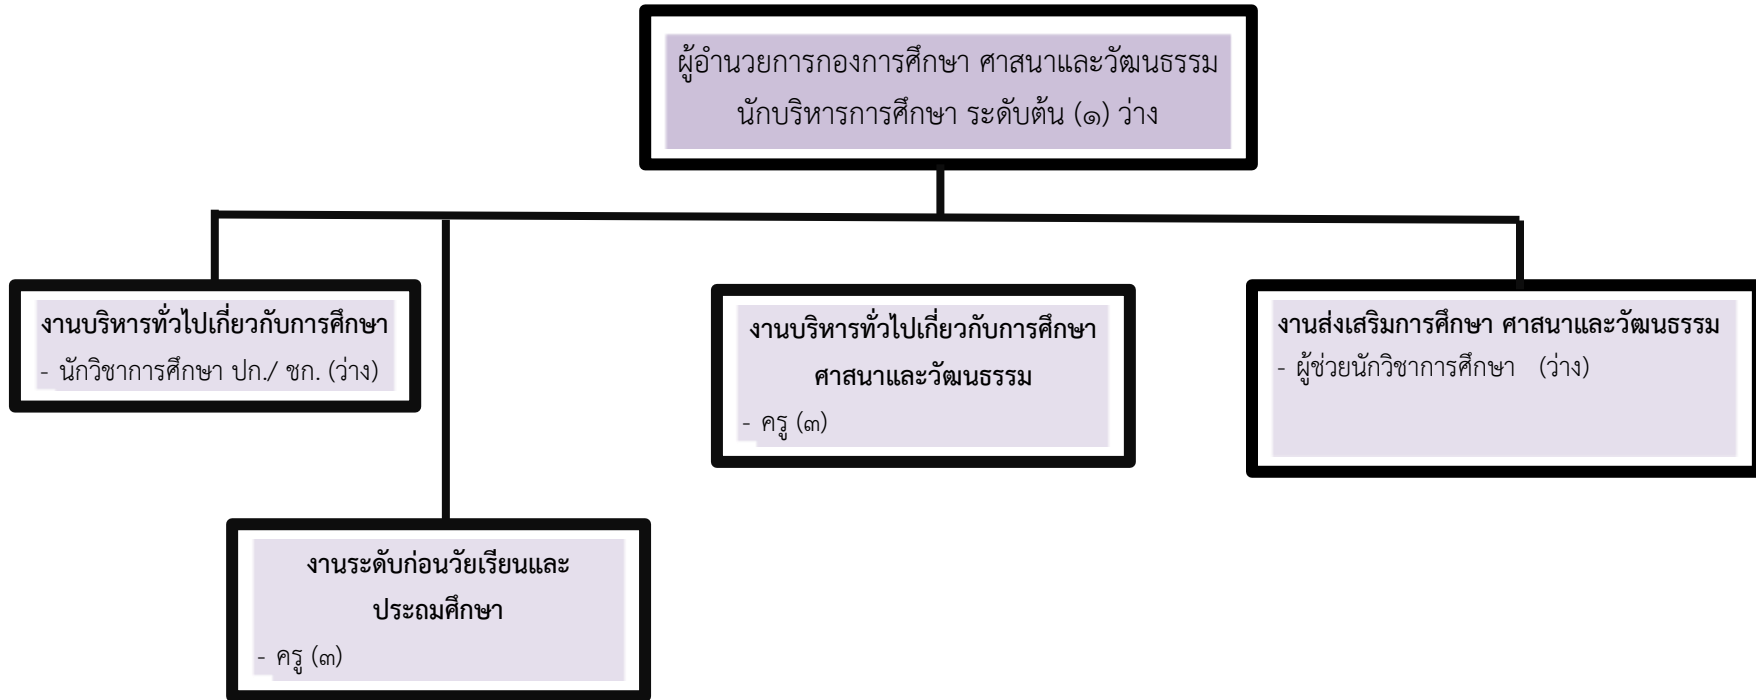 ผู้อำนวยการกองการศึกษา ศาสนาและวัฒนธรรม
นักบริหารการศึกษา ระดับต้น (๑) ว่าง
งานบริหารทั่วไปเกี่ยวกับการศึกษา
- นักวิชาการศึกษา ปก./ ชก. (ว่าง)
งานบริหารทั่วไปเกี่ยวกับการศึกษา
ศาสนาและวัฒนธรรม
- ครู (๓)
งานส่งเสริมการศึกษา ศาสนาและวัฒนธรรม
- ผู้ช่วยนักวิชาการศึกษา (ว่าง)
งานระดับก่อนวัยเรียนและ
ประถมศึกษา
- ครู (๓)